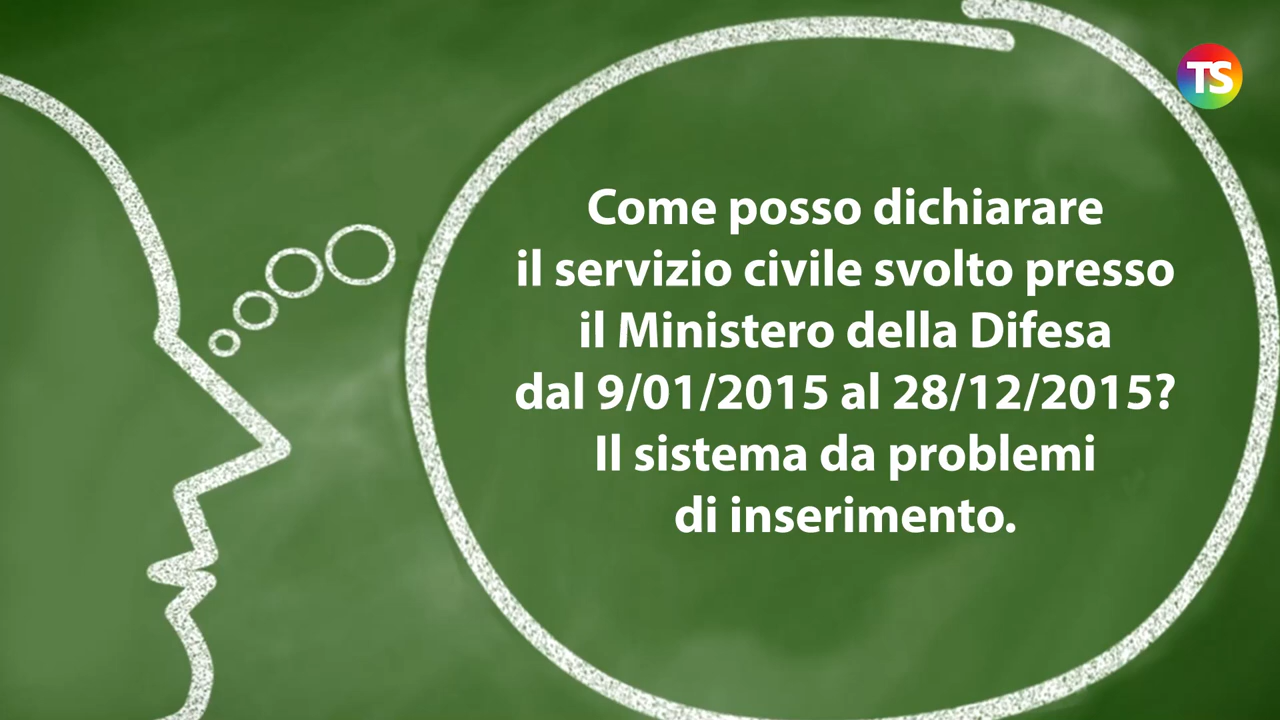 TS
Come posso dichiarare
il servizio civile svolto presso
il Ministero della Difesa
dal 9/01/2015 al 28/12/2015?
Il sistema da problemi
di inserimento.